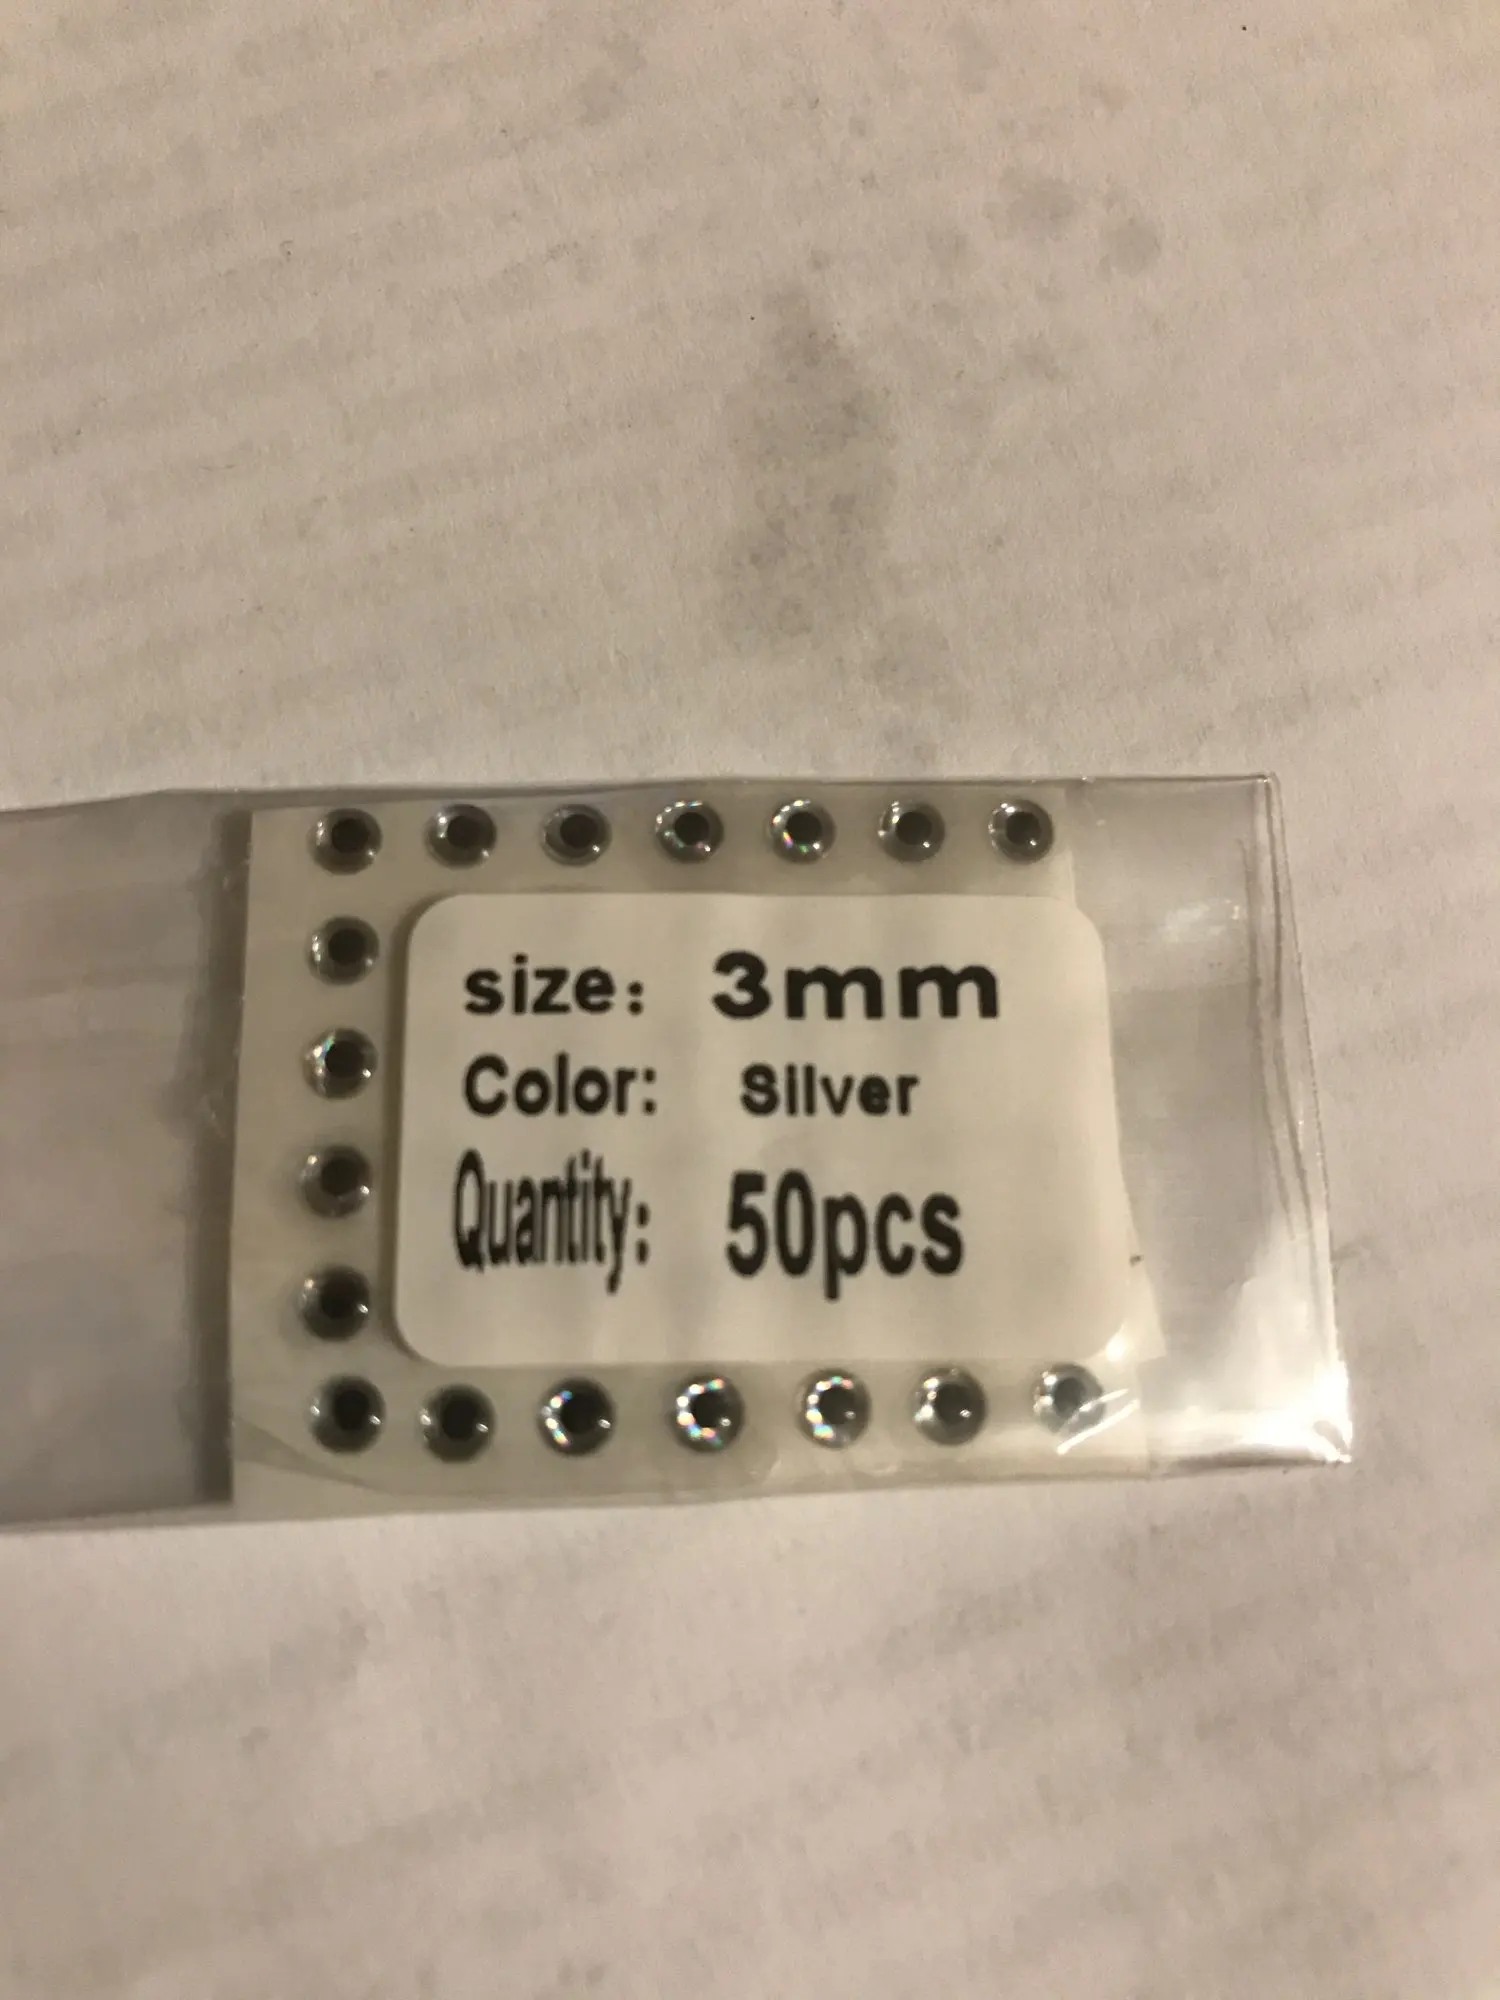 size: 3mm
Color: Silver
Quantity: 50pcs